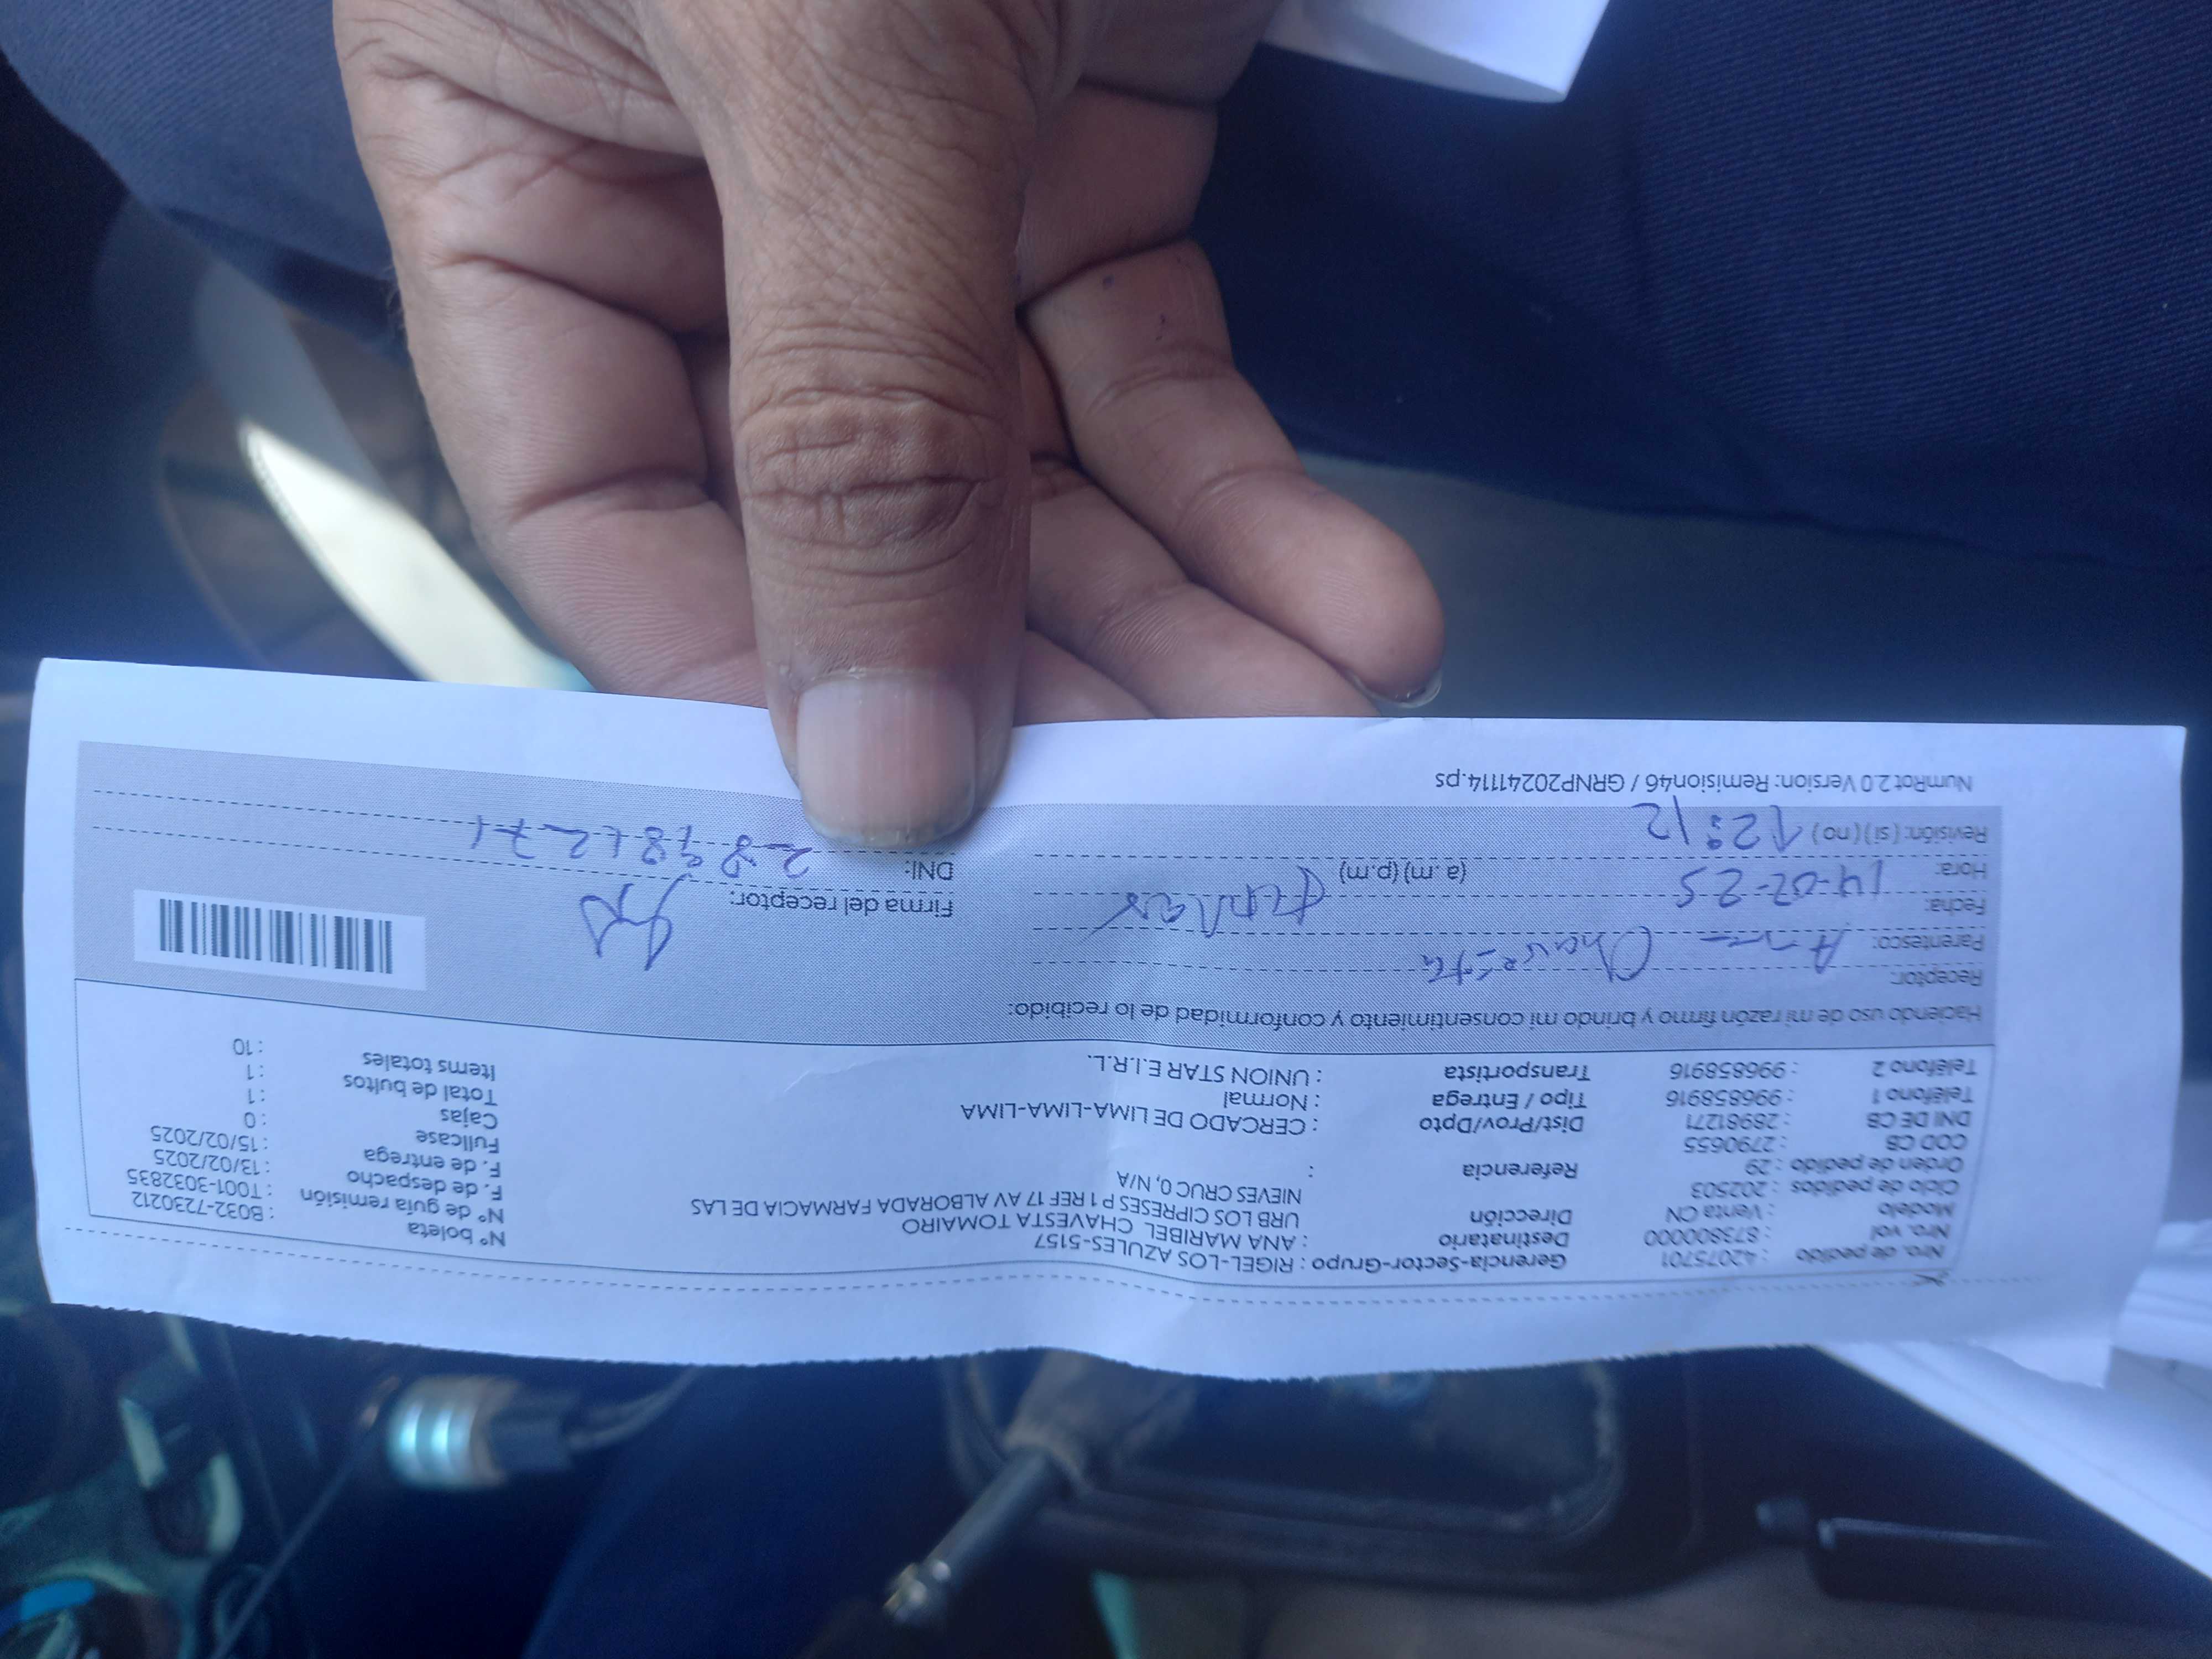 Nro. de pedido : 42075701 Gerencia-Sector-Grupo : RIGEL-LOS AZULES-5157 N° boleta : B032-7230212
Nro. vol : 873800000 Destinatario : ANA MARIBEL CHAVESTA TOMAIRO N° de guía remisión : T001-3032835
Modelo : Venta CN Dirección URB LOS CIPRESES P 1 REF 17 AV ALBORADA FARMACIA DE LAS F. de despacho : 13/02/2025
Ciclo de pedidos : 202503 NIEVES CRUC 0, N/A F. de entrega : 15/02/2025
Orden de pedido : 29 Referencia : Fullcase : 0
COD CB : 2790655 Cajas : 1
DNI DE CB : 28981271 Dist/Prov/Dpto : CERCADO DE LIMA-LIMA-LIMA Total de bultos : 1
Teléfono 1 : 996858916 Tipo / Entrega : Normal Items totales : 10
Teléfono 2 : 996858916 Transportista : UNION STAR E.I.R.L.
Haciendo uso de mi razón firmo y brindo mi consentimiento y conformidad de lo recibido:
Receptor: Ana Chavesta
Parentesco: Firma del receptor:
Fecha: 14-02-25 DNI:
Hora: (a.m) (p.m)
Revisión: (si) (no) 12:12
NumRot 2.0 Version: Remision46 / GRNP20241114.ps